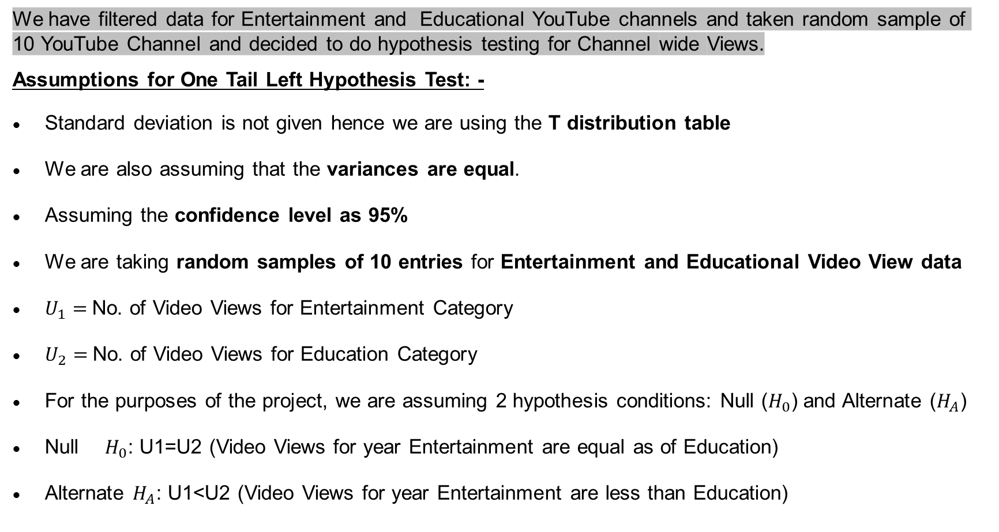 We have filtered data for Entertainment and Educational YouTube channels and taken random sample of
10 YouTube Channel and decided to do hypothesis testing for Channel wide Views.
Assumptions for One Tail Left Hypothesis Test: -
• Standard deviation is not given hence we are using the T distribution table
• We are also assuming that the variances are equal.
• Assuming the confidence level as 95%
• We are taking random samples of 10 entries for Entertainment and Educational Video View data
• U₁ = No. of Video Views for Entertainment Category
• U₂ = No. of Video Views for Education Category
• For the purposes of the project, we are assuming 2 hypothesis conditions: Null (H₀) and Alternate (H_A)
• Null H₀: U1=U2 (Video Views for year Entertainment are equal as of Education)
• Alternate H_A: U1<U2 (Video Views for year Entertainment are less than Education)